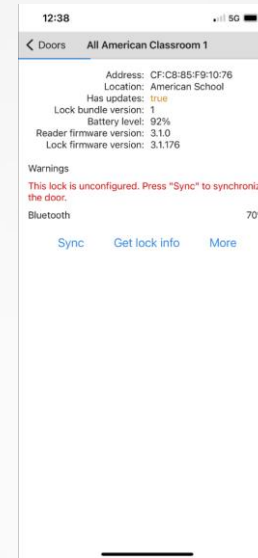 12:38
5G
Doors
All American Classroom 1
Address: CF:C8:85:F9:10:76
Location: American School
Has updates: true
Lock bundle version: 1
Battery level: 92%
Reader firmware version: 3.1.0
Lock firmware version: 3.1.176
Warnings
This lock is unconfigured. Press "Sync" to synchroniz
the door.
Bluetooth 70
Sync Get lock info More